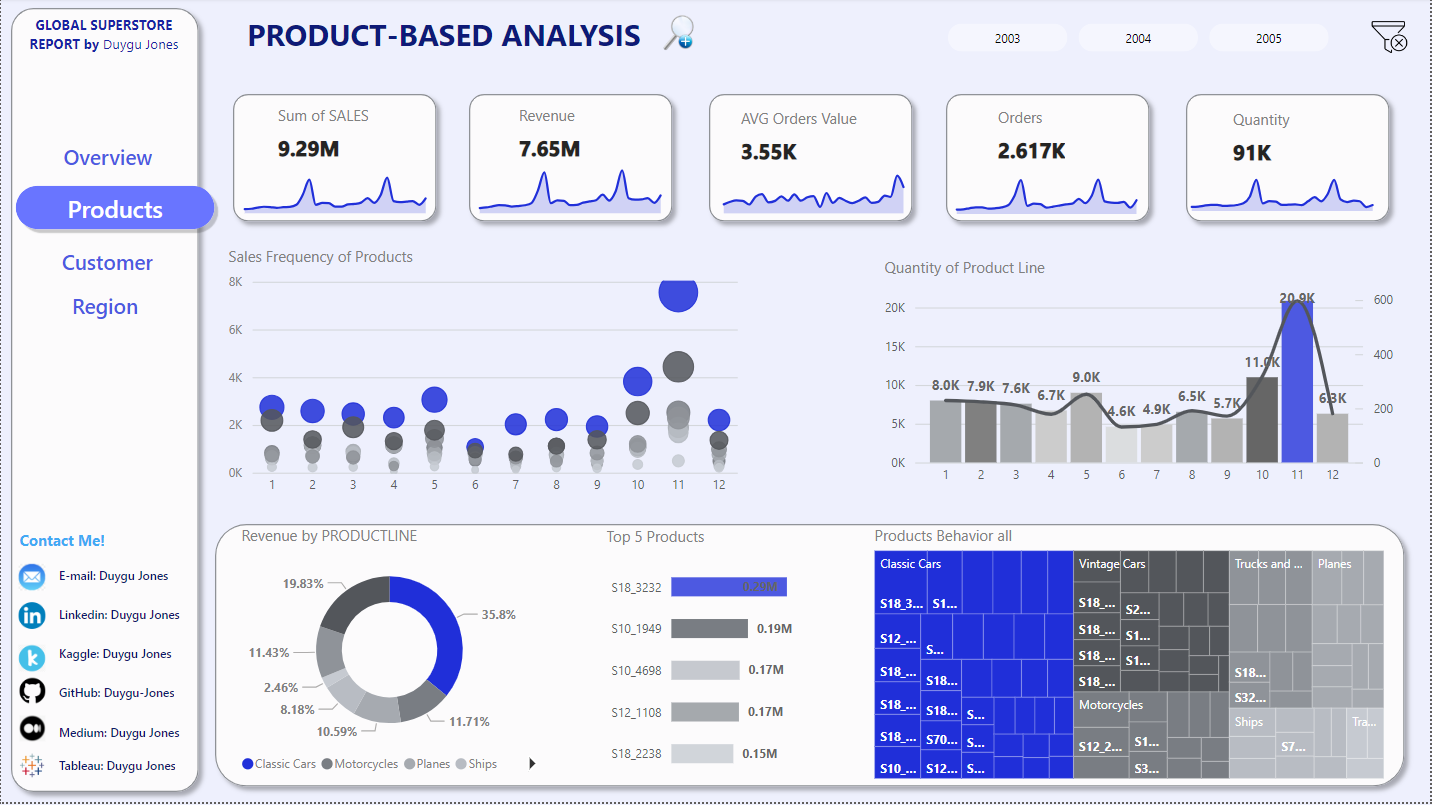 GLOBAL SUPERSTORE
REPORT by Duygu Jones
PRODUCT-BASED ANALYSIS
2003
2004
2005
Overview
Products
Customer
Region
Contact Me!
E-mail: Duygu Jones
in
Linkedin: Duygu Jones
k
Kaggle: Duygu Jones
GitHub: Duygu-Jones
Medium: Duygu Jones
Tableau: Duygu Jones
Sum of SALES
9.29M
Revenue
7.65M
AVG Orders Value
3.55K
Orders
2.617K
Quantity
91K
Sales Frequency of Products
8K
6K
4K
2K
0K
1 2 3 4 5 6 7 8 9 10 11 12
Quantity of Product Line
20K
15K
10K
5K
0K
600
400
200
0
8.0K 7.9K 7.6K 6.7K 9.0K 4.6K 4.9K 6.5K 5.7K 11.0K 20.9K 6.3K
1 2 3 4 5 6 7 8 9 10 11 12
Revenue by PRODUCTLINE
35.8%
11.71%
10.59%
8.18%
2.46%
11.43%
19.83%
Classic Cars Motorcycles Planes Ships
Top 5 Products
S18_3232 0.29M
S10_1949 0.19M
S10_4698 0.17M
S12_1108 0.17M
S18_2238 0.15M
Products Behavior all
Classic Cars
S18_3... S1...
S12_...
S...
S18_... S18...
S18_... S18... S...
S18_... S70... S...
S10_... S12... S...
Vintage Cars
S18_... S2...
S18_... S1...
S18_... S1...
S18_...
Motorcycles
S12_2... S1...
S3...
Trucks and ...
S18...
S32...
Planes
Ships
S7...
Tra...